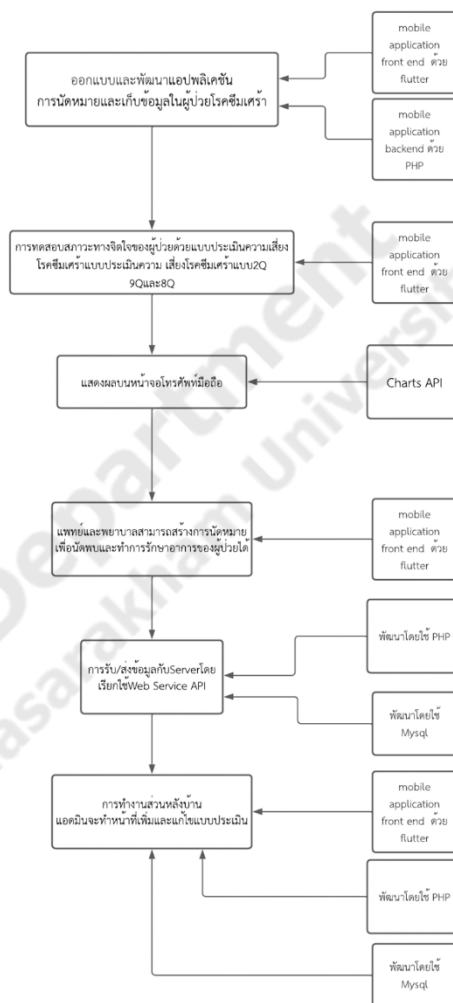 mobile
application
front end ด้วย
flutter
ออกแบบและพัฒนาแอปพลิเคชัน
การนัดหมายและเก็บข้อมูลในผู้ป่วยโรคซึมเศร้า
mobile
application
backend ด้วย
PHP
การทดสอบสภาวะทางจิตใจของผู้ป่วยด้วยแบบประเมินความเสี่ยง
โรคซึมเศร้าแบบประเมินความ เสี่ยงโรคซึมเศร้าแบบ2Q
9Qและ8Q
mobile
application
front end ด้วย
flutter
แสดงผลบนหน้าจอโทรศัพท์มือถือ
Charts API
แพทย์และพยาบาลสามารถสร้างการนัดหมาย
เพื่อนัดพบและทำการรักษาอาการของผู้ป่วยได้
mobile
application
front end ด้วย
flutter
การรับ/ส่งข้อมูลกับServerโดย
เรียกใช้Web Service API
พัฒนาโดยใช้ PHP
พัฒนาโดยใช้
Mysql
การทำงานส่วนหลังบ้าน
แอดมินจะทำหน้าที่เพิ่มและแก้ไขแบบประเมิน
mobile
application
front end ด้วย
flutter
พัฒนาโดยใช้ PHP
พัฒนาโดยใช้
Mysql
Department
Mahasarakham University